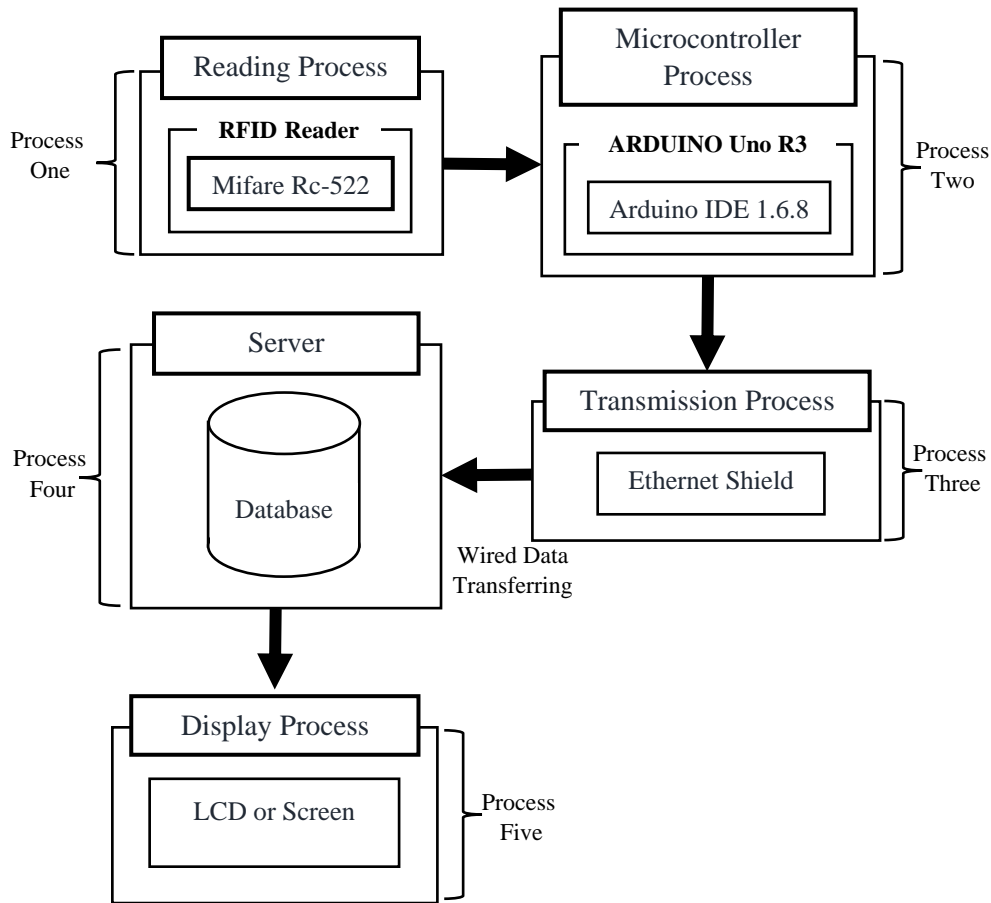 Reading Process
RFID Reader
Mifare Rc-522
Process
One
Microcontroller
Process
ARDUINO Uno R3
Arduino IDE 1.6.8
Process
Two
Transmission Process
Ethernet Shield
Process
Three
Wired Data
Transferring
Server
Database
Process
Four
Display Process
LCD or Screen
Process
Five